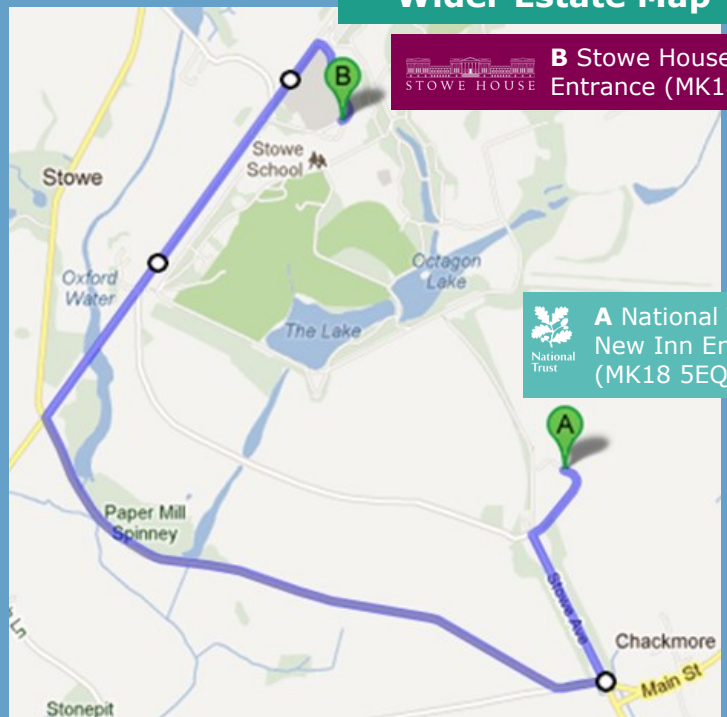 Wider Estate Map
STOWE HOUSE
B Stowe House
Entrance (MK1
B
Stowe
School
Stowe
Oxford
Water
Octagon
Lake
The Lake
National
Trust
A National
New Inn En
(MK18 5EQ
A
Paper Mill
Spinney
Stowe Ave
Chackmore
Main St
Ln
Stonepit